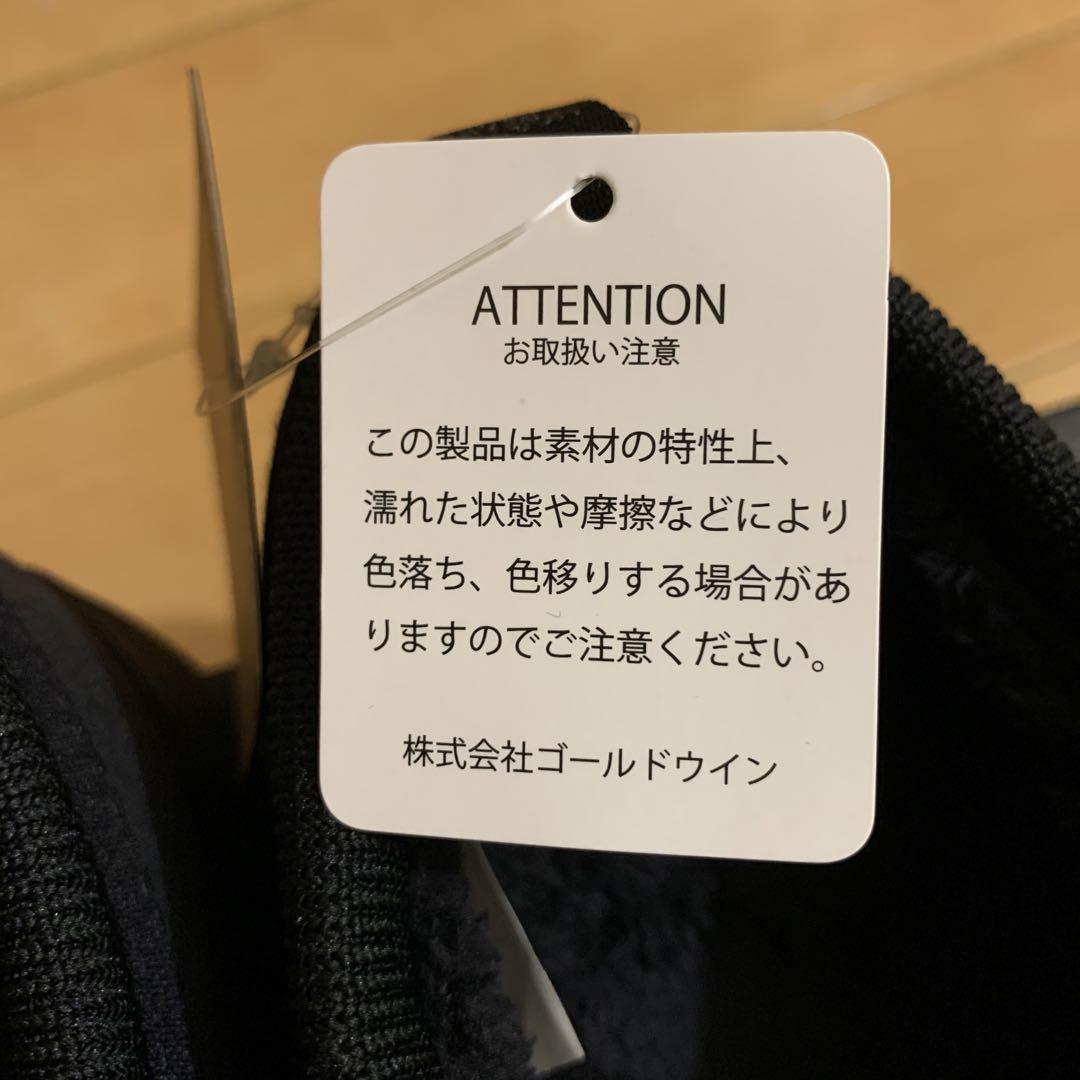 ATTENTION
お取扱い注意
この製品は素材の特性上、
濡れた状態や摩擦などにより
色落ち、色移りする場合があ
りますのでご注意ください。
株式会社ゴールドウイン